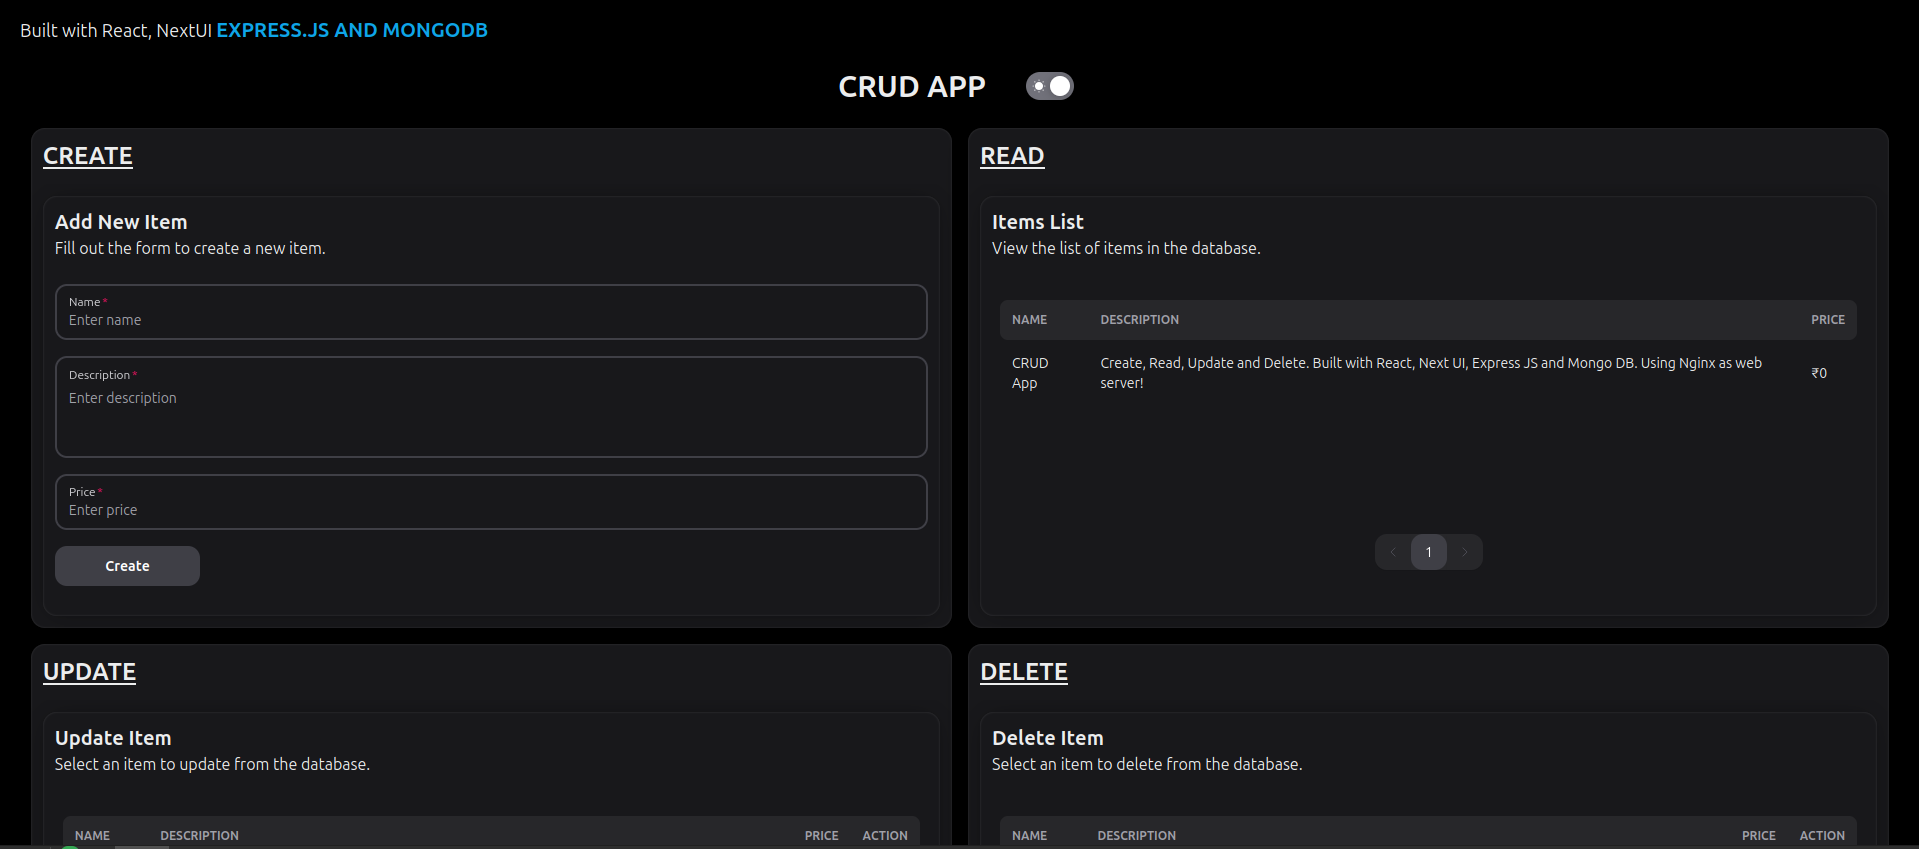 Built with React, NextUI EXPRESS.JS AND MONGODB
CRUD APP
CREATE
Add New Item
Fill out the form to create a new item.
Name*
Enter name
Description*
Enter description
Price*
Enter price
Create
READ
Items List
View the list of items in the database.
NAME DESCRIPTION PRICE
CRUD App
Create, Read, Update and Delete. Built with React, Next UI, Express JS and Mongo DB. Using Nginx as web
server!
₹0
1
UPDATE
Update Item
Select an item to update from the database.
NAME DESCRIPTION PRICE ACTION
DELETE
Delete Item
Select an item to delete from the database.
NAME DESCRIPTION PRICE ACTION